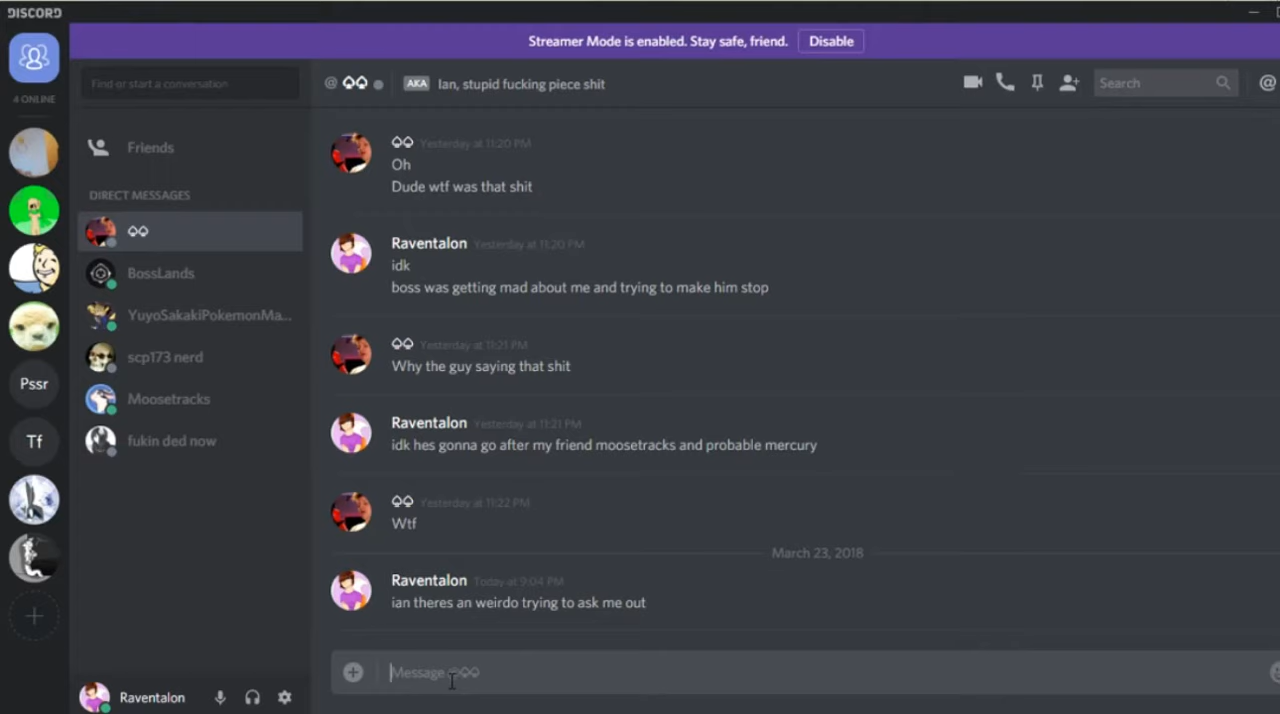 DISCORD
Streamer Mode is enabled. Stay safe, friend. Disable
4 ONLINE
Find or start a conversation
Friends
DIRECT MESSAGES
♤♤
BossLands
YuyoSakakiPokemonMa...
scp173 nerd
Moosetracks
fukin ded now
Pssr
Tf
Raventalon
@ ♤♤ AKA Ian, stupid fucking piece shit
Search
@
♤♤ Yesterday at 11:20 PM
Oh
Dude wtf was that shit
Raventalon Yesterday at 11:20 PM
idk
boss was getting mad about me and trying to make him stop
♤♤ Yesterday at 11:21 PM
Why the guy saying that shit
Raventalon Yesterday at 11:21 PM
idk hes gonna go after my friend moosetracks and probable mercury
♤♤ Yesterday at 11:22 PM
Wtf
March 23, 2018
Raventalon Today at 9:04 PM
ian theres an weirdo trying to ask me out
Message @♤♤